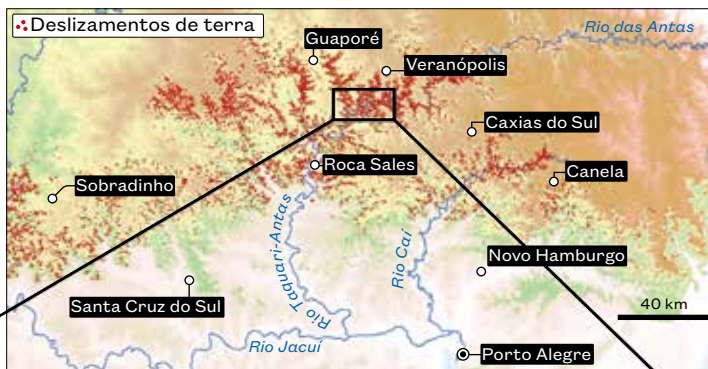 Deslizamentos de terra
Rio das Antas
Guaporé
Veranópolis
Caxias do Sul
Roca Sales
Canela
Sobradinho
Rio Taquari-Antas
Rio Caí
Novo Hamburgo
Santa Cruz do Sul
40 km
Rio Jacuí
Porto Alegre